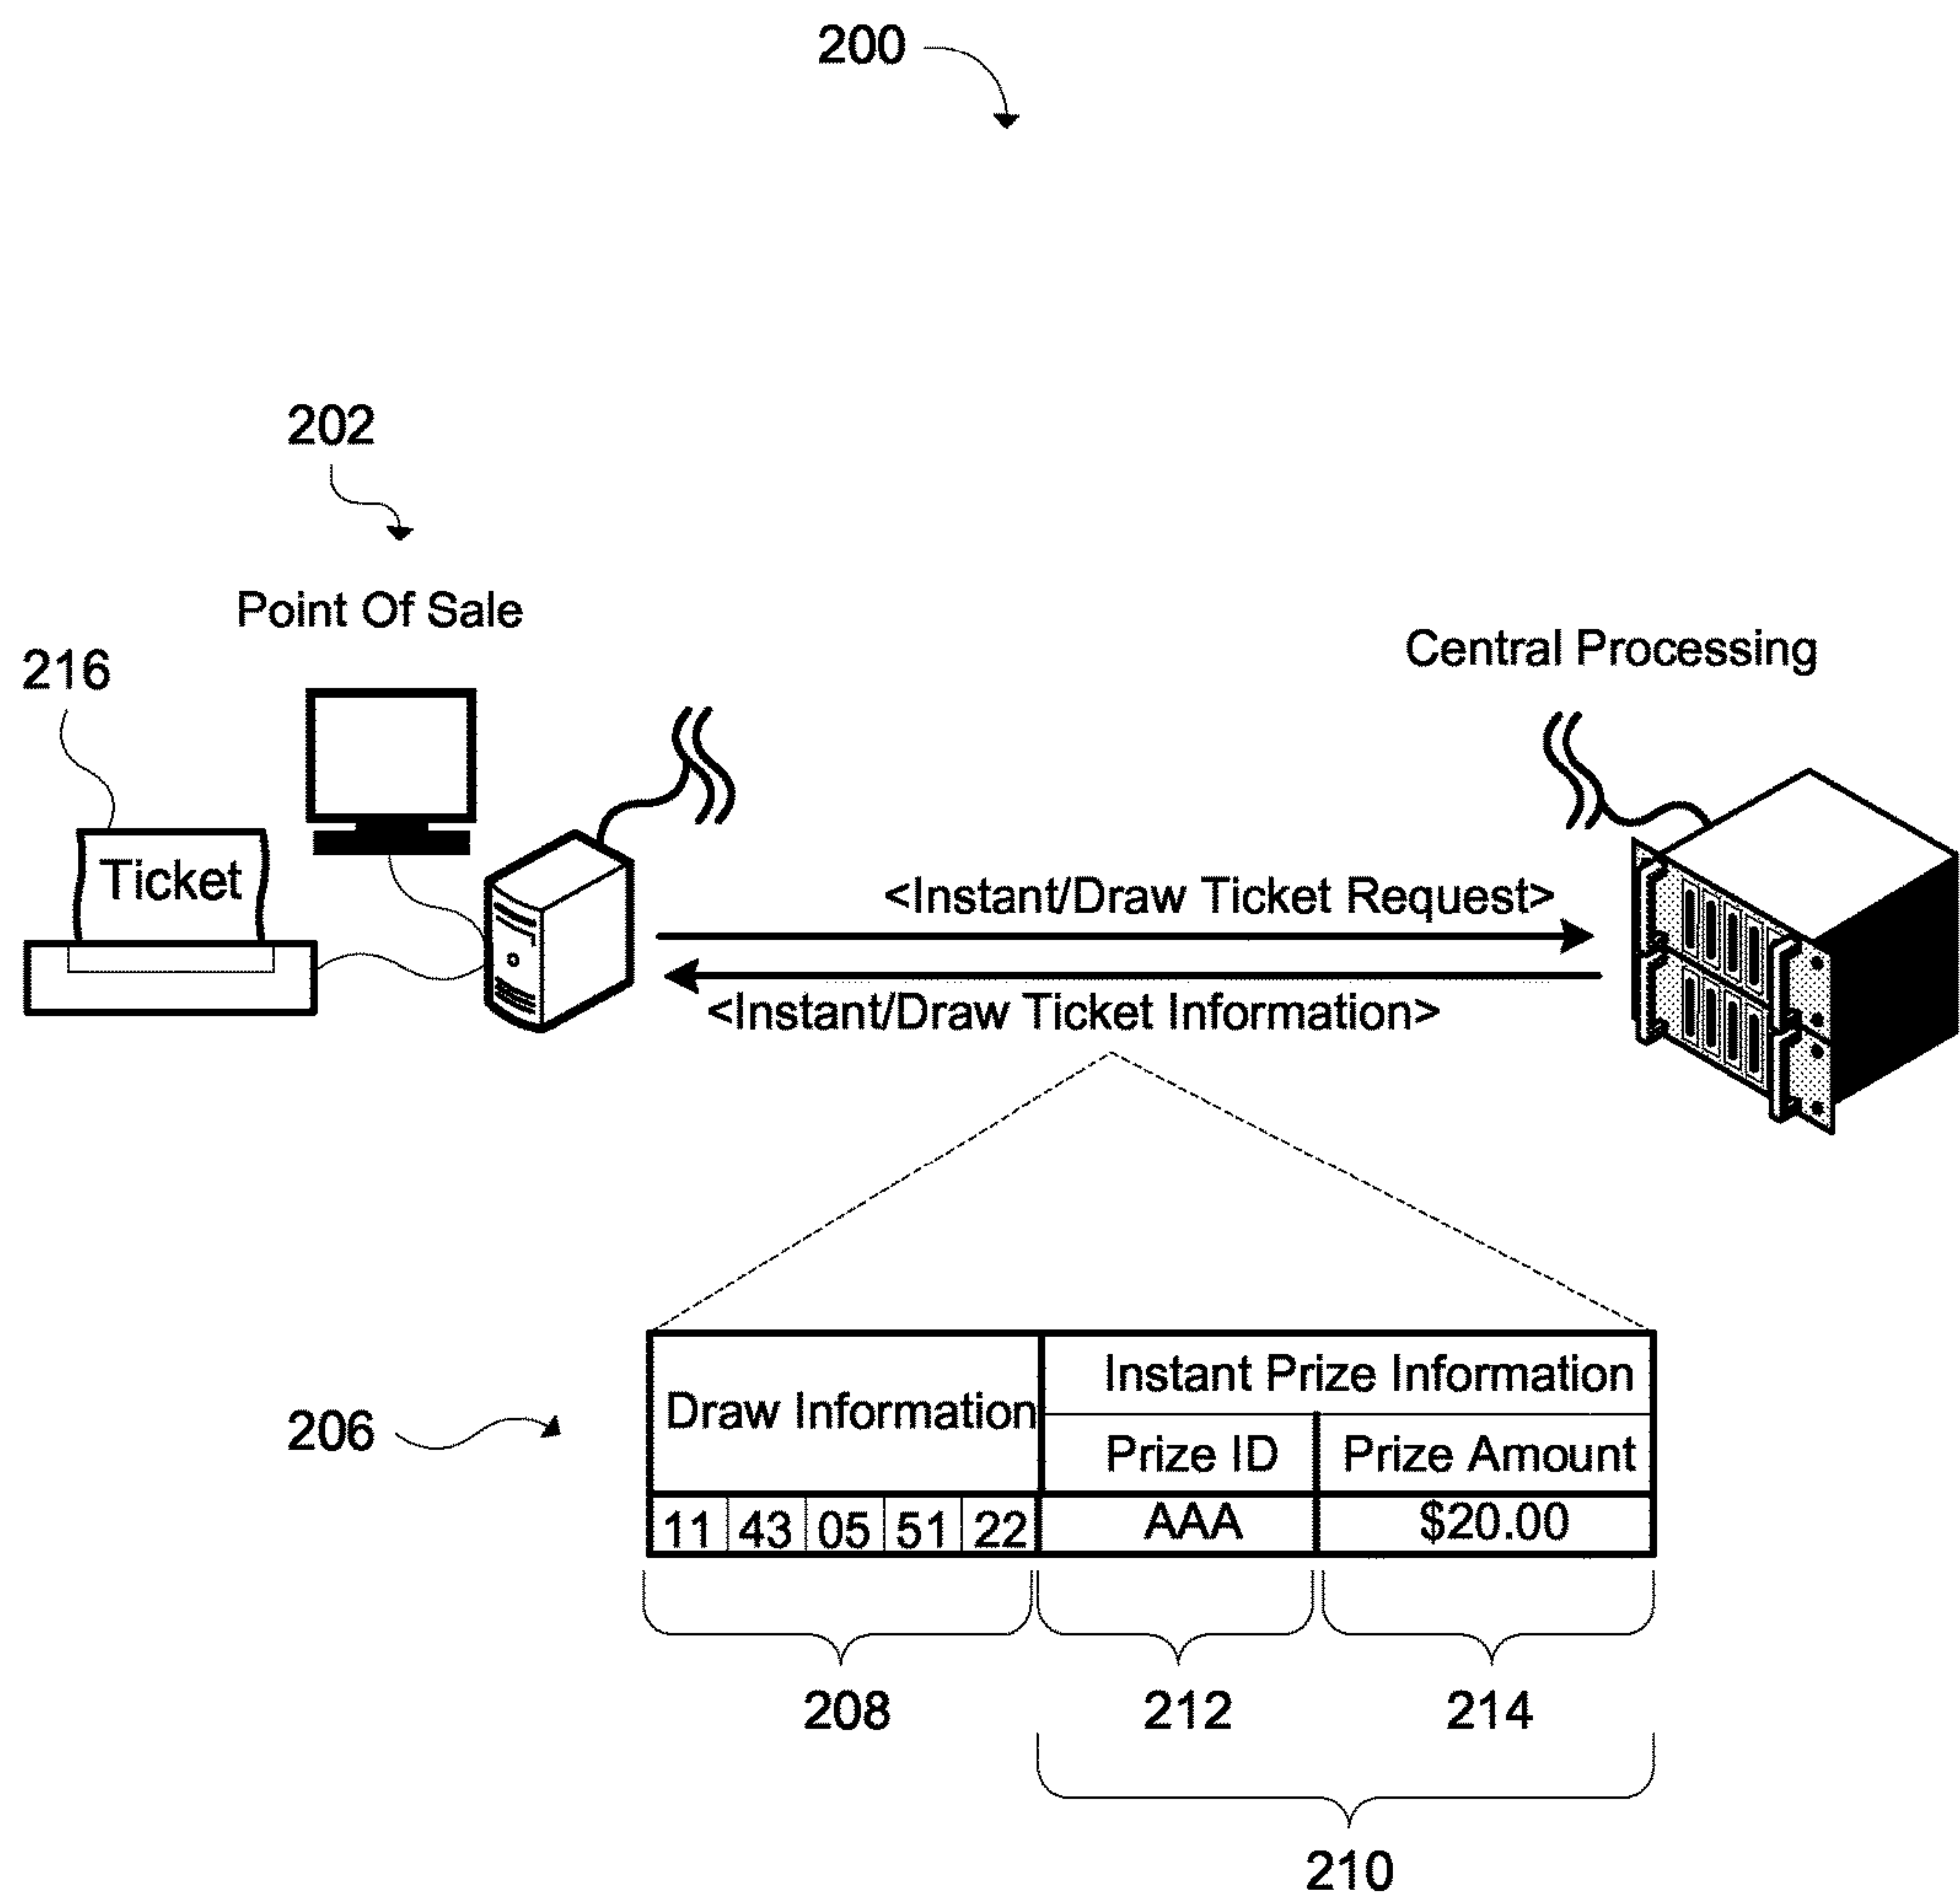 200
202
Point Of Sale
216
Central Processing
Ticket
<Instant/Draw Ticket Request>
<Instant/Draw Ticket Information>
206
Draw Information
Instant Prize Information
Prize ID
Prize Amount
11 43 05 51 22 AAA $20.00
208 212 214
210